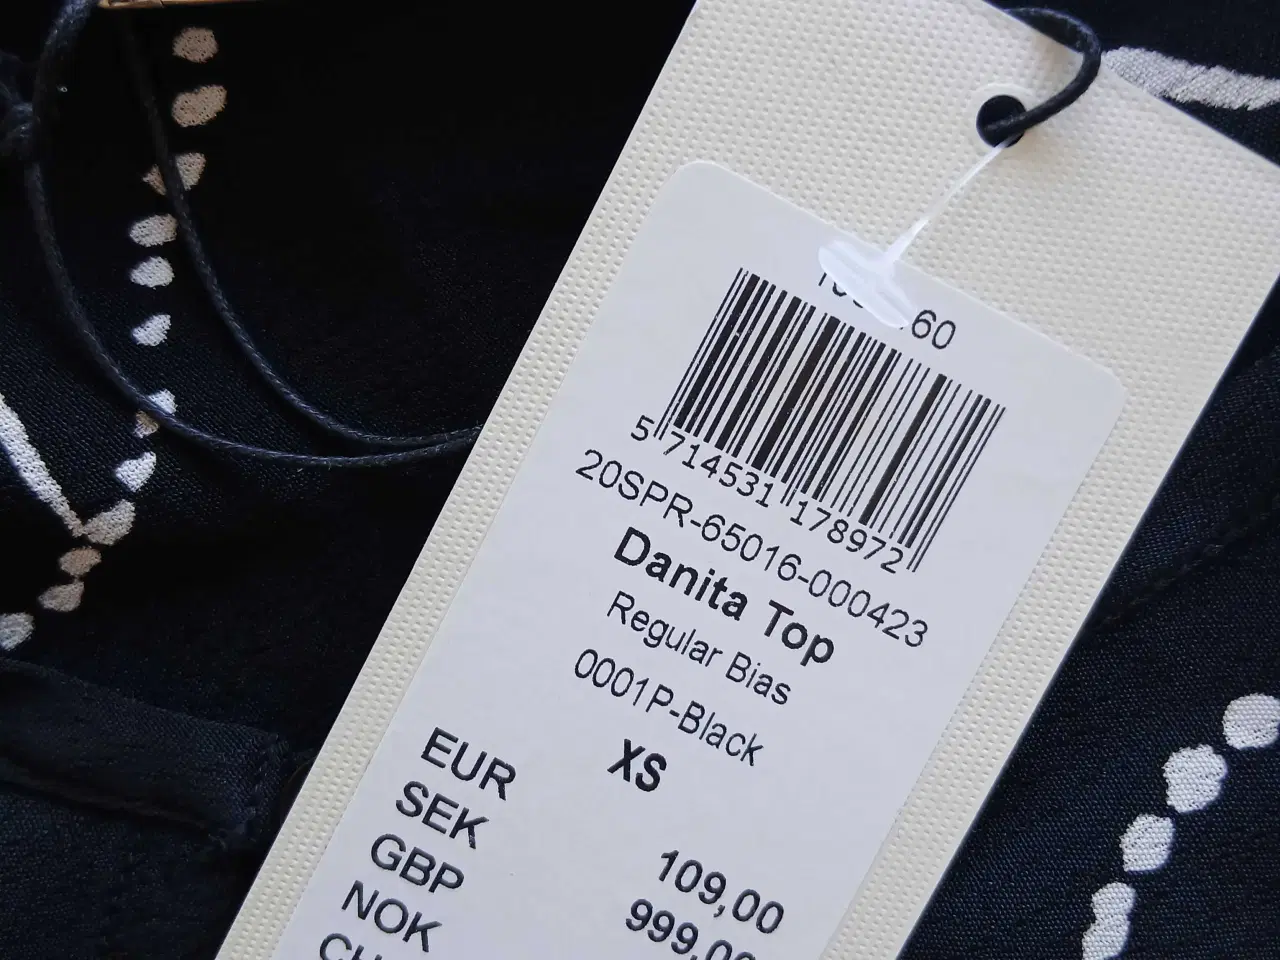 60
5 714531 178972
20SPR-65016-000423
Danita Top
Regular Bias
0001P-Black
XS
EUR 109,00
SEK 999,00
GBP
NOK